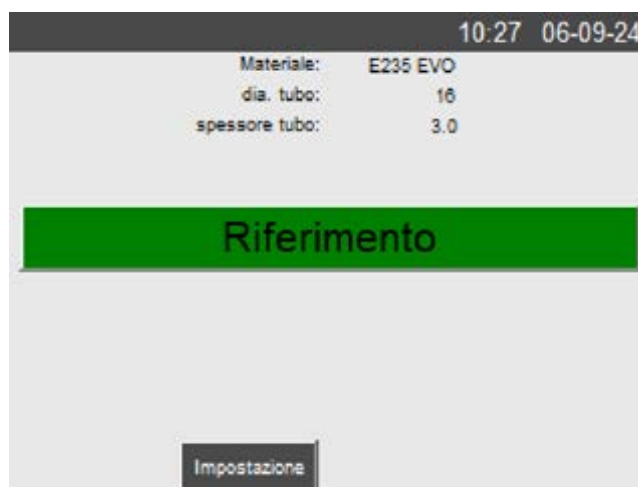 10:27 06-09-24
Materiale: E235 EVO
dia. tubo: 16
spessore tubo: 3.0
Riferimento
Impostazione